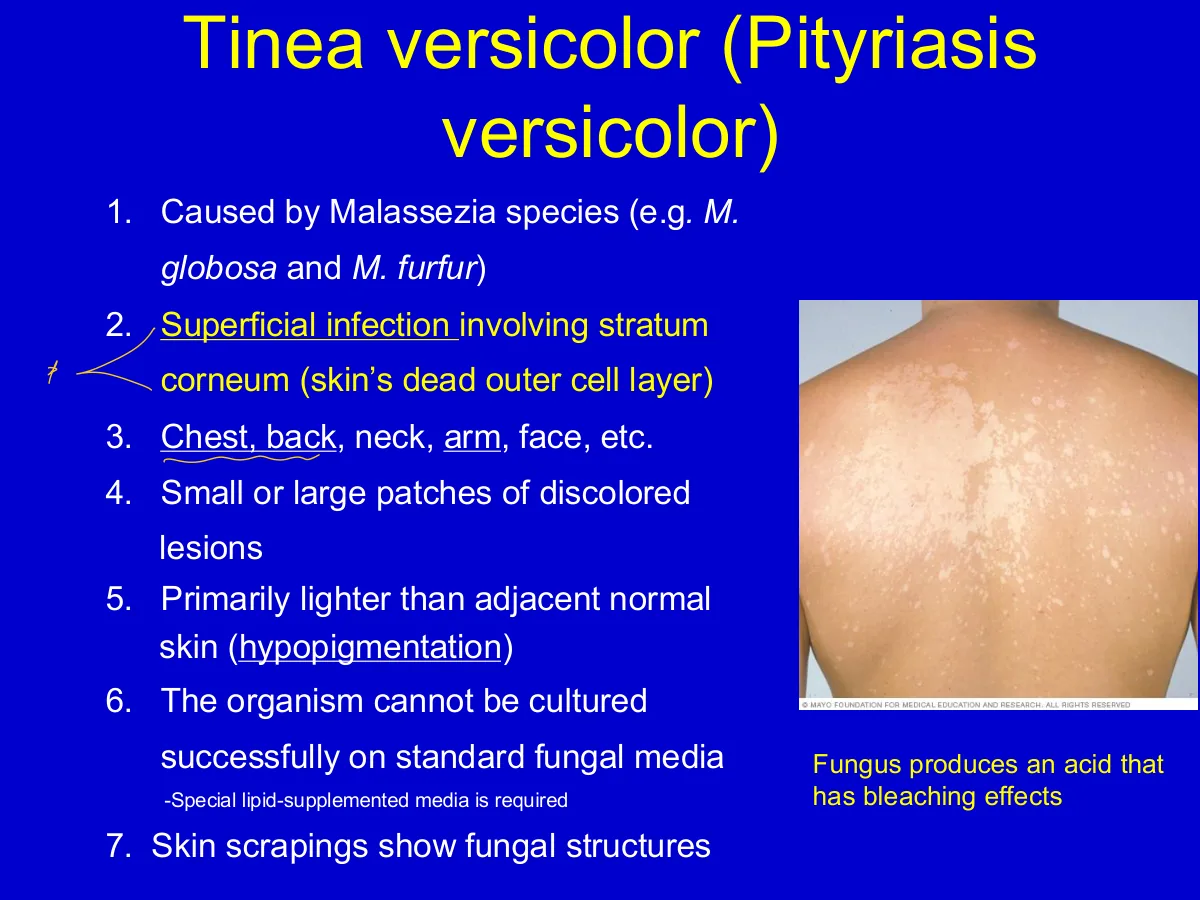 Tinea versicolor (Pityriasis
versicolor)
1. Caused by Malassezia species (e.g. M.
globosa and M. furfur)
2. Superficial infection involving stratum
corneum (skin’s dead outer cell layer)
3. Chest, back, neck, arm, face, etc.
4. Small or large patches of discolored
lesions
5. Primarily lighter than adjacent normal
skin (hypopigmentation)
6. The organism cannot be cultured
successfully on standard fungal media
-Special lipid-supplemented media is required
7. Skin scrapings show fungal structures
© MAYO FOUNDATION FOR MEDICAL EDUCATION AND RESEARCH. ALL RIGHTS RESERVED
Fungus produces an acid that
has bleaching effects